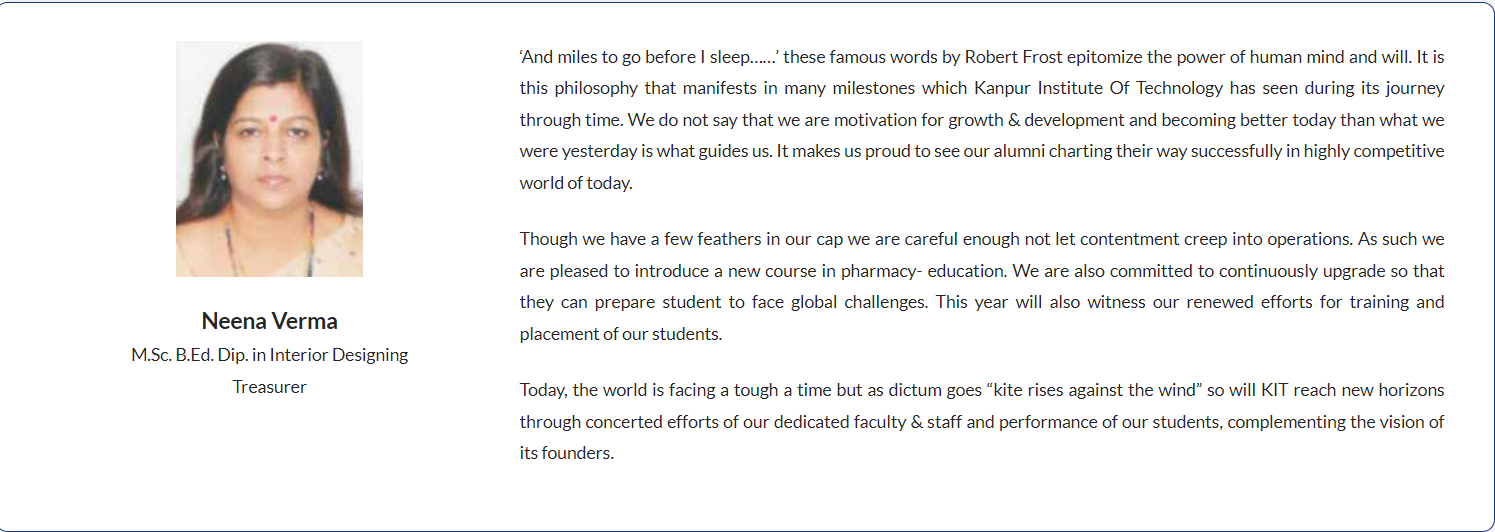 ‘And miles to go before I sleep......’ these famous words by Robert Frost epitomize the power of human mind and will. It is
this philosophy that manifests in many milestones which Kanpur Institute Of Technology has seen during its journey
through time. We do not say that we are motivation for growth & development and becoming better today than what we
were yesterday is what guides us. It makes us proud to see our alumni charting their way successfully in highly competitive
world of today.
Though we have a few feathers in our cap we are careful enough not let contentment creep into operations. As such we
are pleased to introduce a new course in pharmacy- education. We are also committed to continuously upgrade so that
they can prepare student to face global challenges. This year will also witness our renewed efforts for training and
placement of our students.
Today, the world is facing a tough a time but as dictum goes “kite rises against the wind” so will KIT reach new horizons
through concerted efforts of our dedicated faculty & staff and performance of our students, complementing the vision of
its founders.
Neena Verma
M.Sc. B.Ed. Dip. in Interior Designing
Treasurer